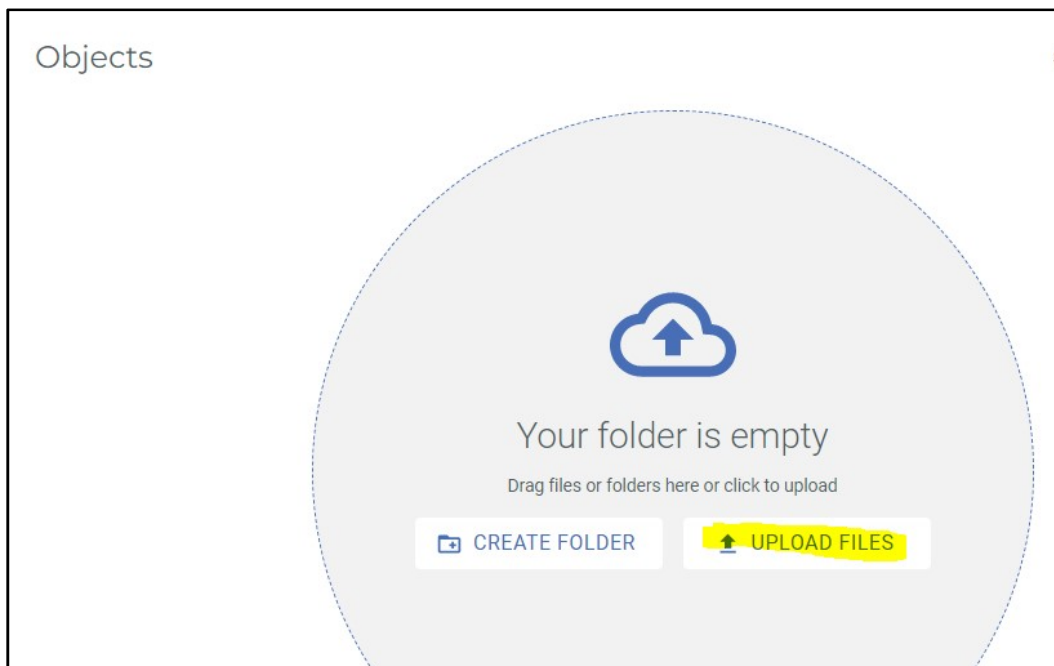 Objects
Your folder is empty
Drag files or folders here or click to upload
CREATE FOLDER
UPLOAD FILES